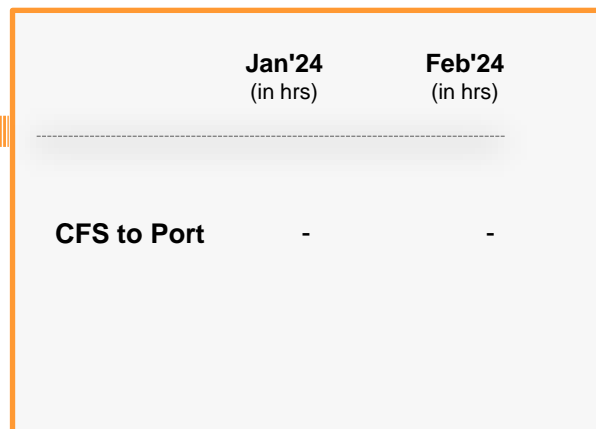 Jan'24 Feb'24
(in hrs) (in hrs)
CFS to Port - -